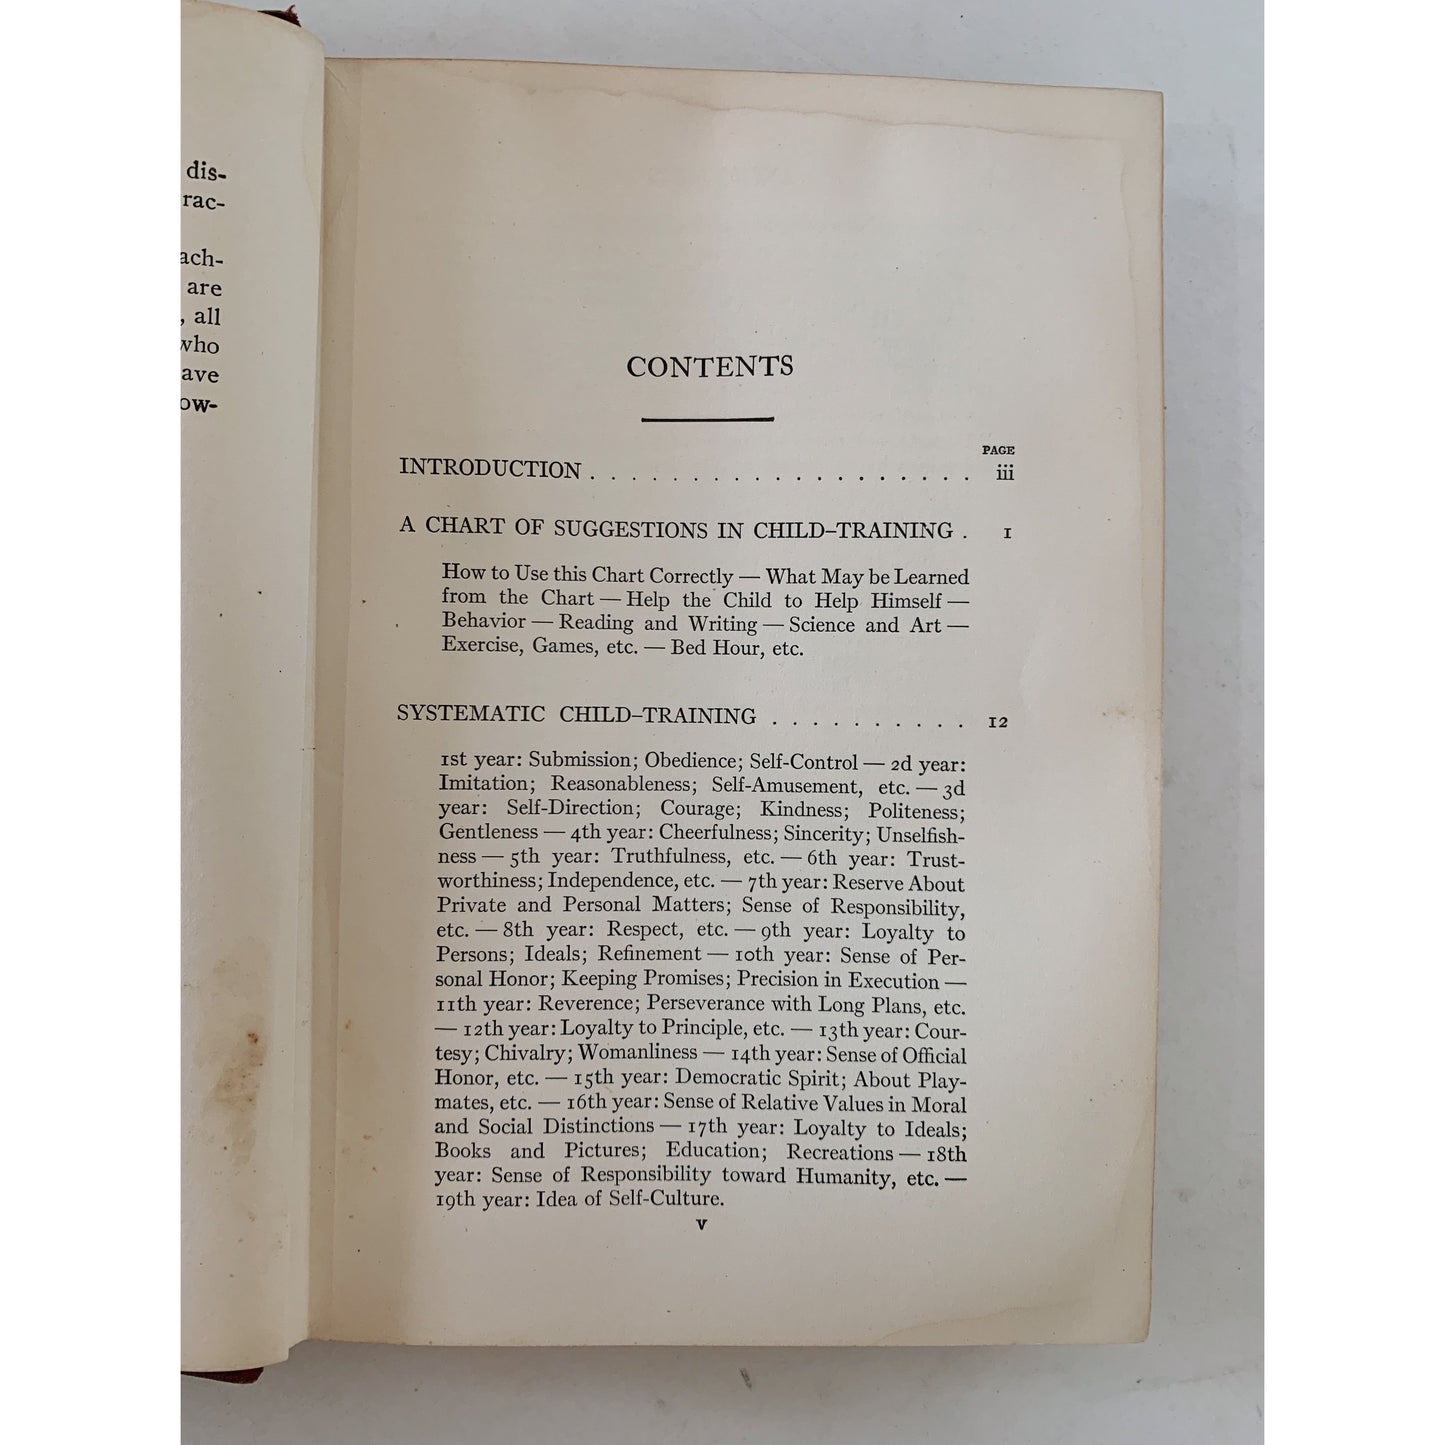 dis-
rac-
ach-
are
, all
who
ave
ow-
CONTENTS
PAGE
INTRODUCTION . . . . . . . . . . . . . . . . . . . iii
A CHART OF SUGGESTIONS IN CHILD-TRAINING . 1
How to Use this Chart Correctly — What May be Learned
from the Chart — Help the Child to Help Himself —
Behavior — Reading and Writing — Science and Art —
Exercise, Games, etc. — Bed Hour, etc.
SYSTEMATIC CHILD-TRAINING . . . . . . . . . . 12
1st year: Submission; Obedience; Self-Control — 2d year:
Imitation; Reasonableness; Self-Amusement, etc. — 3d
year: Self-Direction; Courage; Kindness; Politeness;
Gentleness — 4th year: Cheerfulness; Sincerity; Unselfish-
ness — 5th year: Truthfulness, etc. — 6th year: Trust-
worthiness; Independence, etc. — 7th year: Reserve About
Private and Personal Matters; Sense of Responsibility,
etc. — 8th year: Respect, etc. — 9th year: Loyalty to
Persons; Ideals; Refinement — 10th year: Sense of Per-
sonal Honor; Keeping Promises; Precision in Execution —
11th year: Reverence; Perseverance with Long Plans, etc.
— 12th year: Loyalty to Principle, etc. — 13th year: Cour-
tesy; Chivalry; Womanliness — 14th year: Sense of Official
Honor, etc. — 15th year: Democratic Spirit; About Play-
mates, etc. — 16th year: Sense of Relative Values in Moral
and Social Distinctions — 17th year: Loyalty to Ideals;
Books and Pictures; Education; Recreations — 18th
year: Sense of Responsibility toward Humanity, etc. —
19th year: Idea of Self-Culture.
v